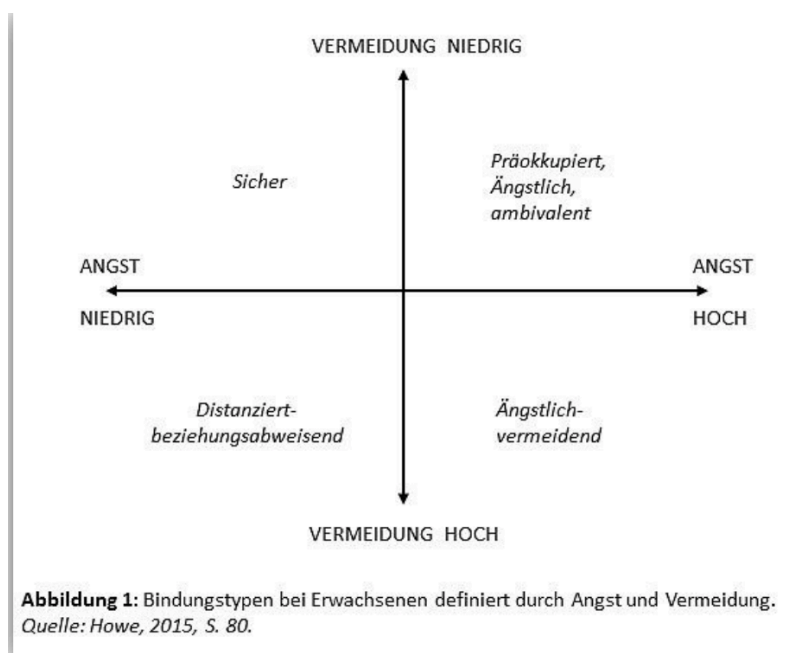 VERMEIDUNG NIEDRIG
Sicher
Präokkupiert,
Ängstlich,
ambivalent
ANGST
NIEDRIG
ANGST
HOCH
Distanziert-
beziehungsabweisend
Ängstlich-
vermeidend
VERMEIDUNG HOCH
Abbildung 1: Bindungstypen bei Erwachsenen definiert durch Angst und Vermeidung.
Quelle: Howe, 2015, S. 80.